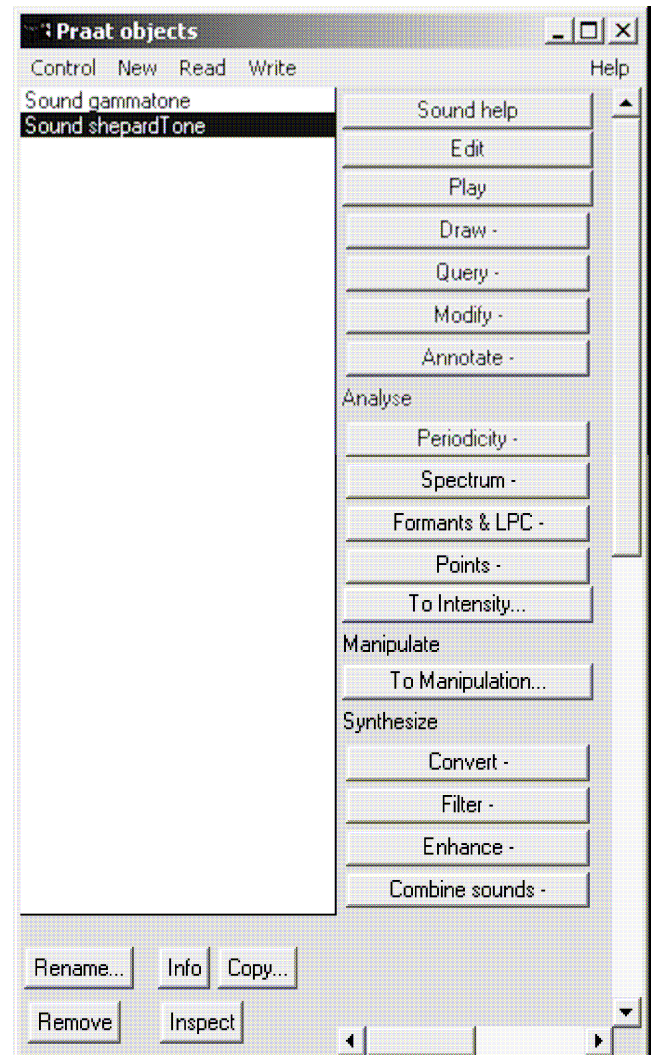 Praat objects
Control New Read Write Help
Sound gammatone
Sound shepardTone
Sound help
Edit
Play
Draw -
Query -
Modify -
Annotate -
Analyse
Periodicity -
Spectrum -
Formants & LPC -
Points -
To Intensity...
Manipulate
To Manipulation...
Synthesize
Convert -
Filter -
Enhance -
Combine sounds -
Rename... Info Copy...
Remove Inspect